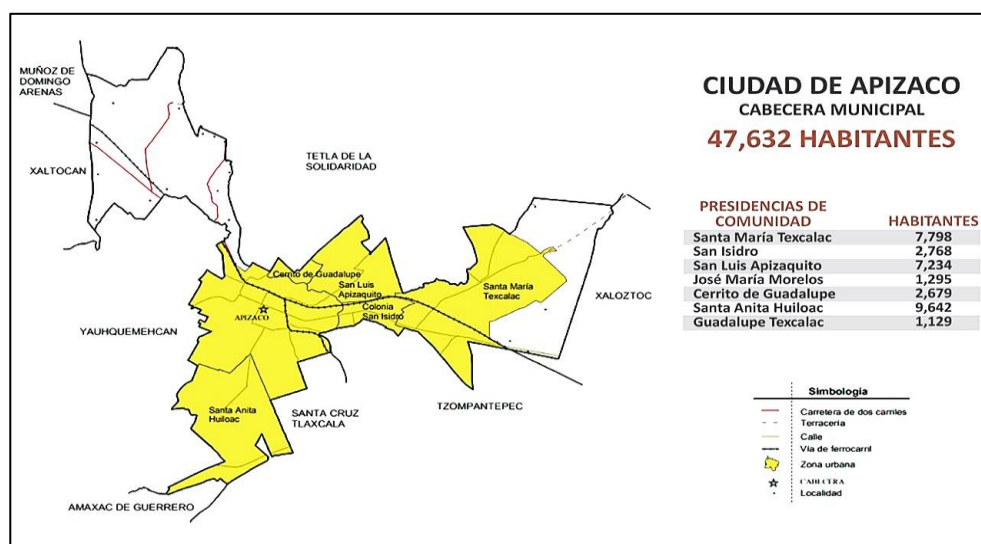 MUÑOZ DE
DOMINGO
ARENAS
XALTOCAN
TETLA DE LA
SOLIDARIDAD
Cerrito de Guadalupe
San Luis
Apizaquito
Colonia
San Isidro
Santa María
Texcalac
APIZACO
XALOZTOC
YAUHQUEMEHCAN
TZOMPANTEPEC
Santa Anita
Huiloac
SANTA CRUZ
TLAXCALA
AMAXAC DE GUERRERO
CIUDAD DE APIZACO
CABECERA MUNICIPAL
47,632 HABITANTES
PRESIDENCIAS DE
COMUNIDAD HABITANTES
Santa María Texcalac 7,798
San Isidro 2,768
San Luis Apizaquito 7,234
José María Morelos 1,295
Cerrito de Guadalupe 2,679
Santa Anita Huiloac 9,642
Guadalupe Texcalac 1,129
Simbología
Carretera de dos carriles
Terracería
Calle
Vía de ferrocarril
Zona urbana
CABECERA
Localidad